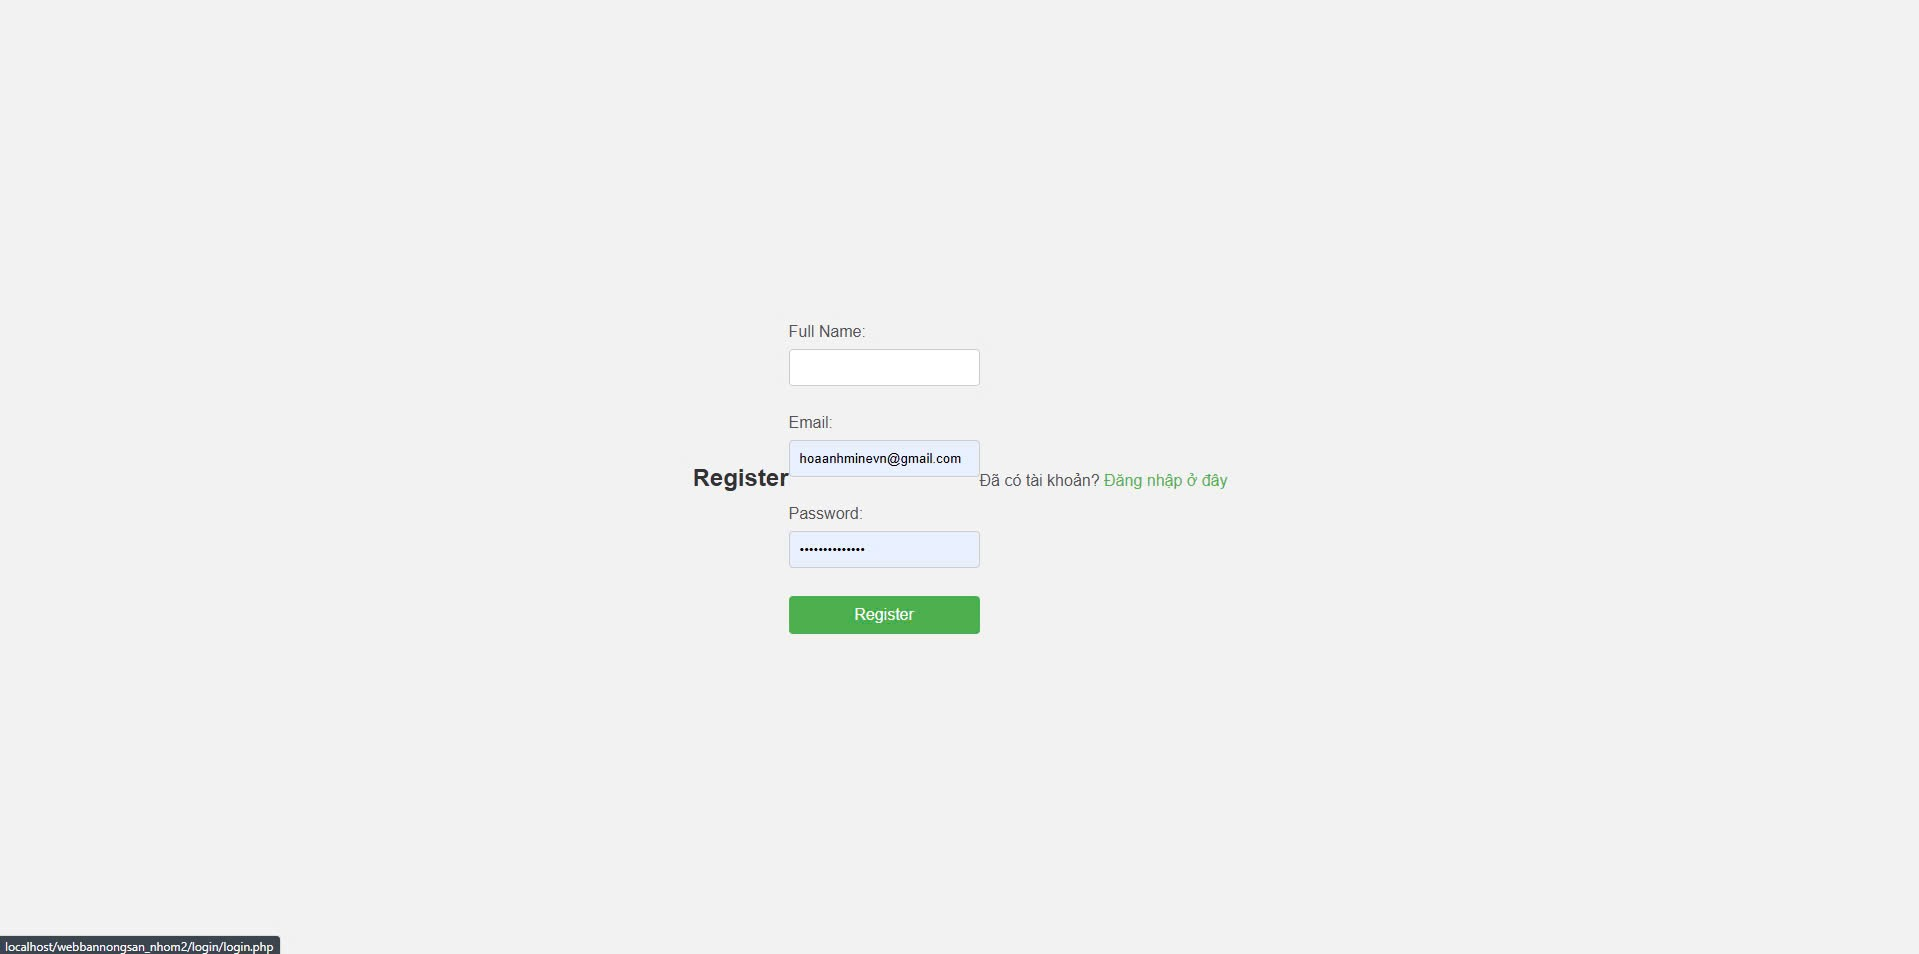 Full Name:
Email:
hoaanhminevn@gmail.com
Register
Đã có tài khoản? Đăng nhập ở đây
Password:
••••••••••••••
Register
localhost/webbannongsan_nhom2/login/login.php